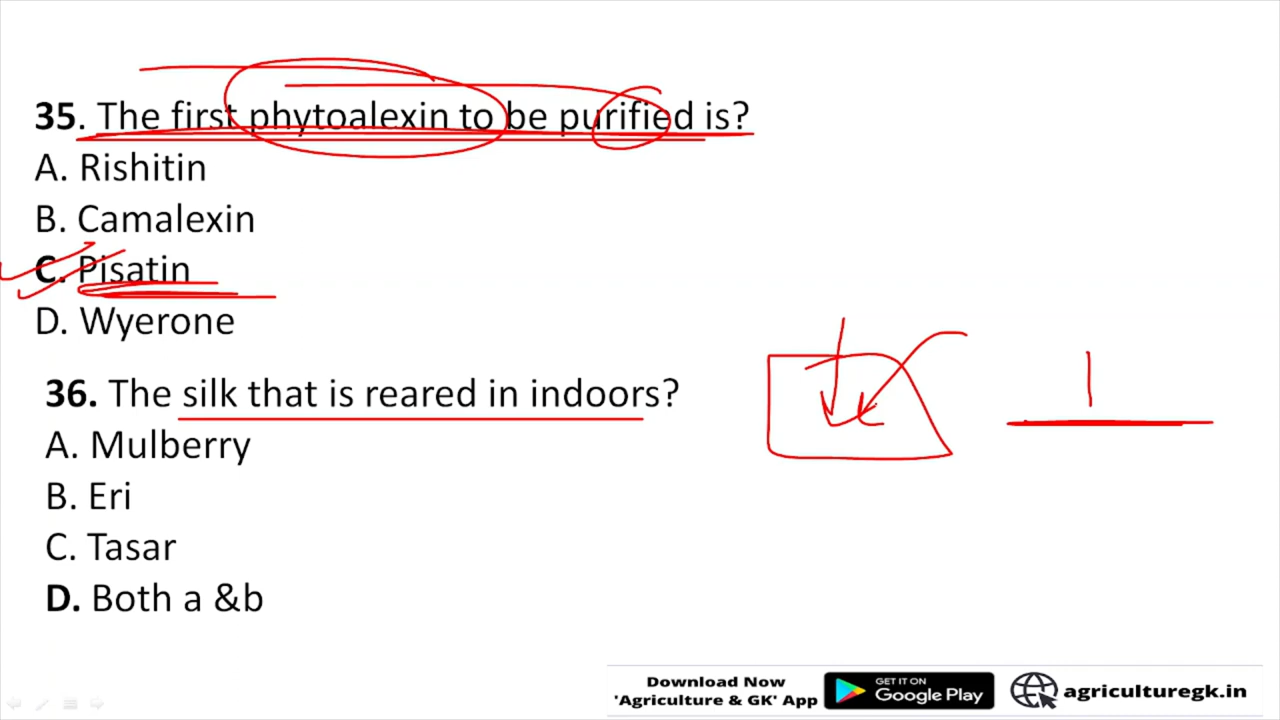 35. The first phytoalexin to be purified is?
A. Rishitin
B. Camalexin
C. Pisatin
D. Wyerone
36. The silk that is reared in indoors?
A. Mulberry
B. Eri
C. Tasar
D. Both a &b
Download Now
'Agriculture & GK' App
GET IT ON
Google Play
agriculturegk.in